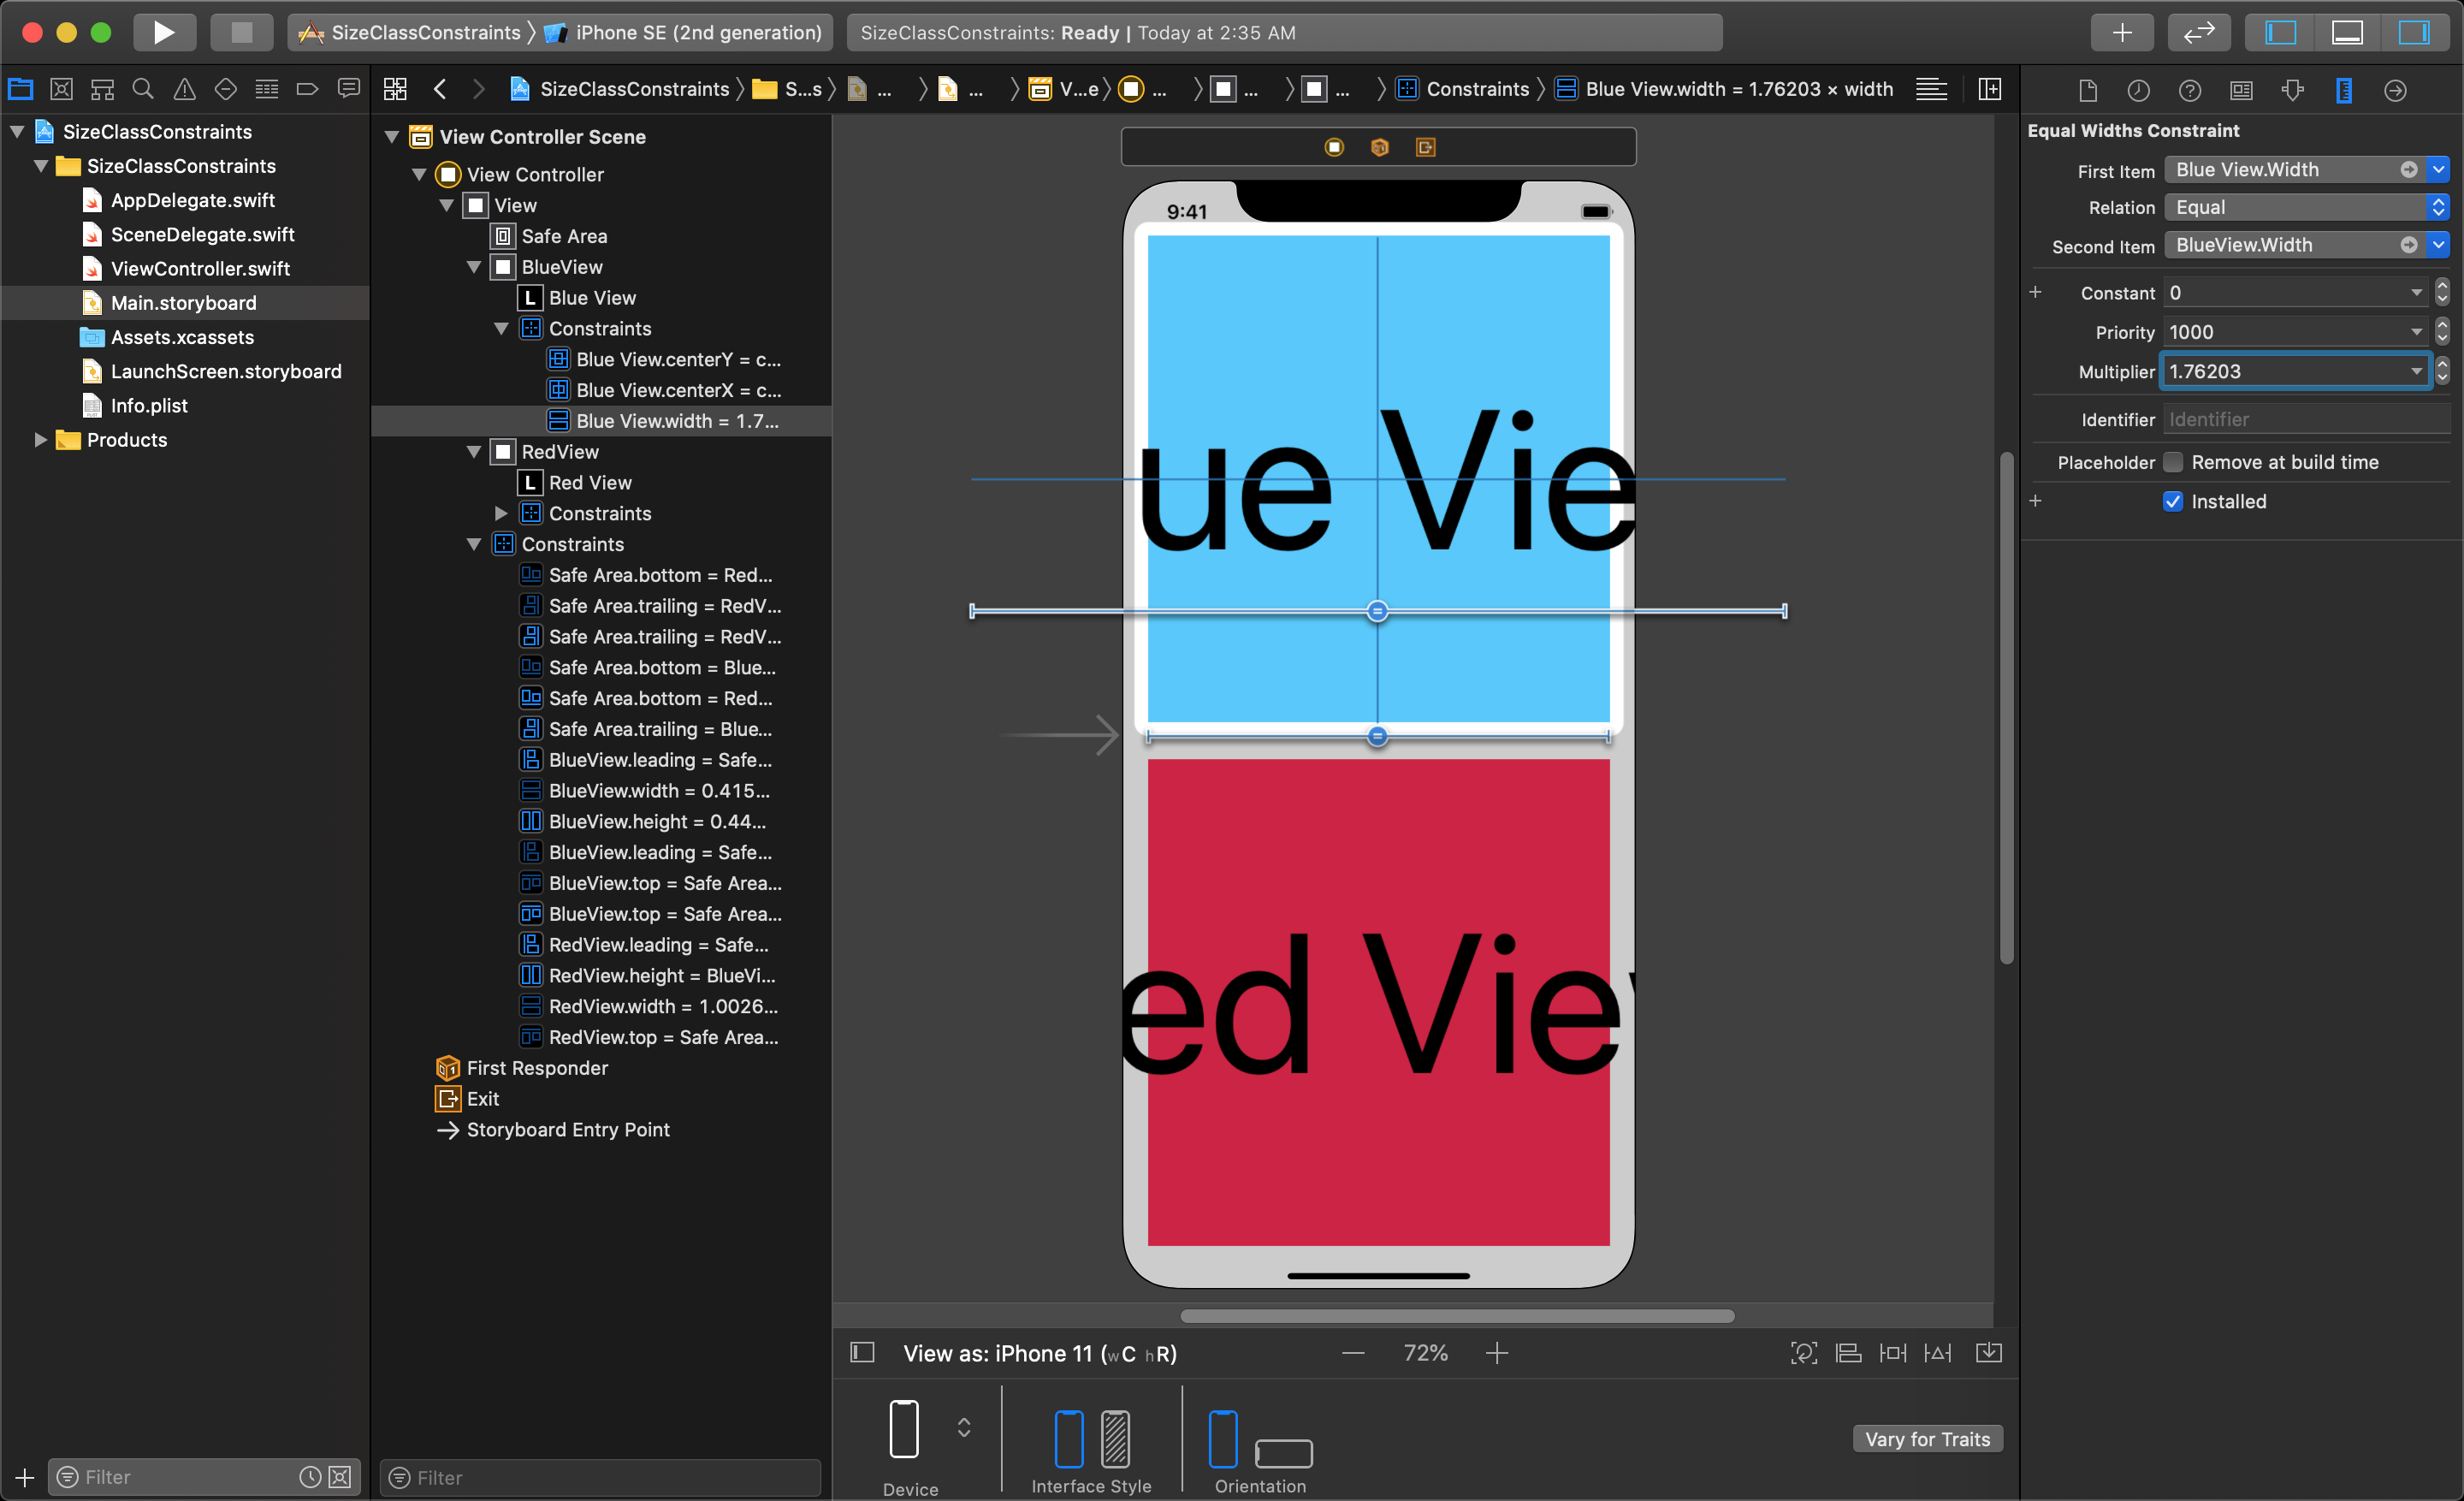 SizeClassConstraints
iPhone SE (2nd generation)
SizeClassConstraints: Ready | Today at 2:35 AM
SizeClassConstraints
S...s
...
...
V...e
...
...
...
Constraints
Blue View.width = 1.76203 × width
SizeClassConstraints
SizeClassConstraints
AppDelegate.swift
SceneDelegate.swift
ViewController.swift
Main.storyboard
Assets.xcassets
LaunchScreen.storyboard
Info.plist
Products
Filter
View Controller Scene
View Controller
View
Safe Area
BlueView
L Blue View
Constraints
Blue View.centerY = c...
Blue View.centerX = c...
Blue View.width = 1.7...
RedView
L Red View
Constraints
Constraints
Safe Area.bottom = Red...
Safe Area.trailing = RedV...
Safe Area.trailing = RedV...
Safe Area.bottom = Blue...
Safe Area.bottom = Red...
Safe Area.trailing = Blue...
BlueView.leading = Safe...
BlueView.width = 0.415...
BlueView.height = 0.44...
BlueView.leading = Safe...
BlueView.top = Safe Area...
BlueView.top = Safe Area...
RedView.leading = Safe...
RedView.height = BlueVi...
RedView.width = 1.0026...
RedView.top = Safe Area...
First Responder
Exit
Storyboard Entry Point
Filter
9:41
ue Vie
ed View
View as: iPhone 11 (wC hR)
72%
Device
Interface Style
Orientation
Vary for Traits
Equal Widths Constraint
First Item Blue View.Width
Relation Equal
Second Item BlueView.Width
Constant 0
Priority 1000
Multiplier 1.76203
Identifier Identifier
Placeholder Remove at build time
Installed